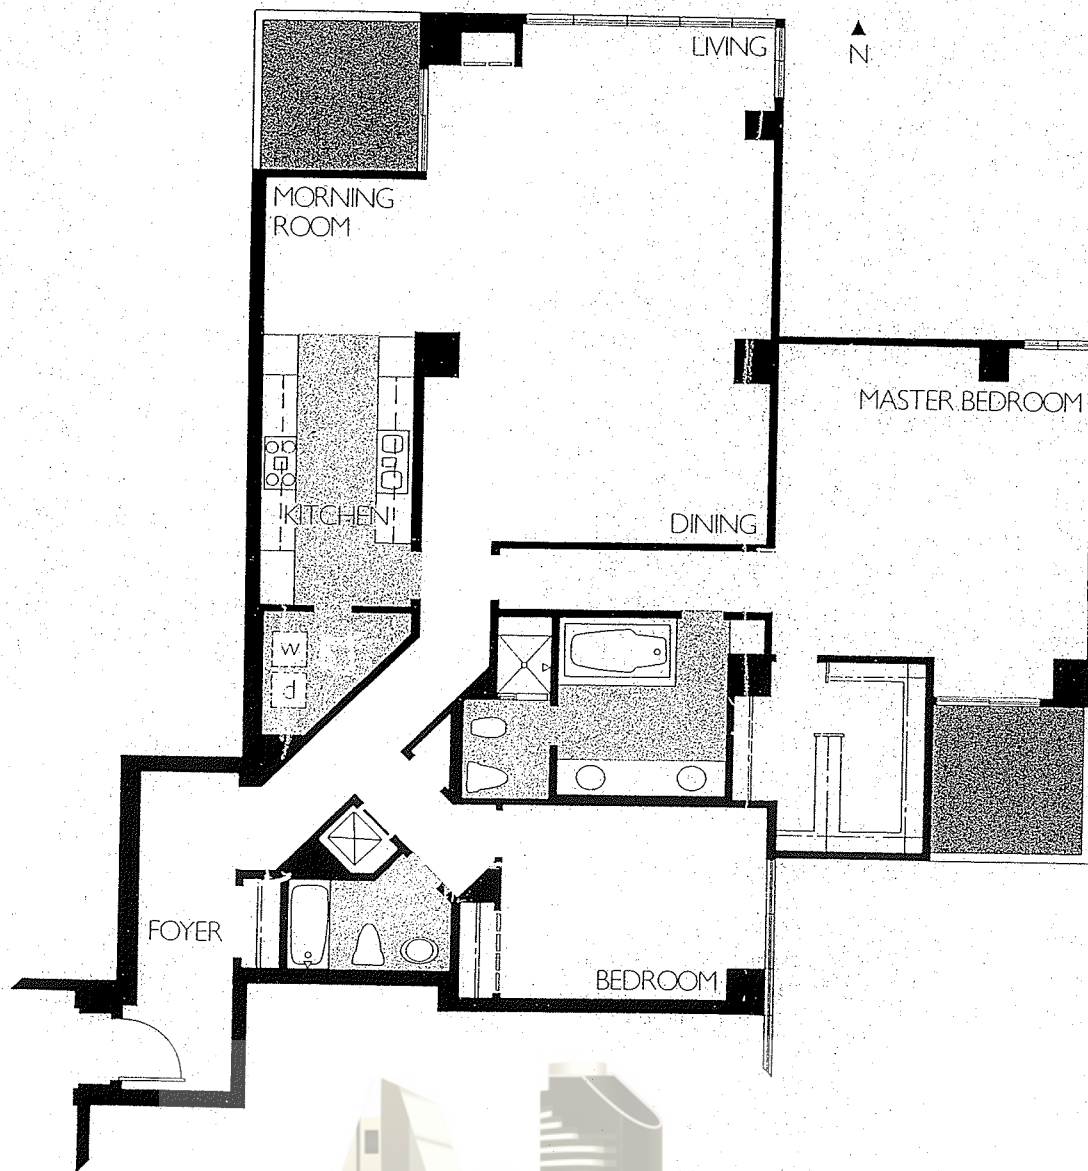 LIVING
N
MORNING
ROOM
MASTER BEDROOM
KITCHEN
DINING
w
d
FOYER
BEDROOM